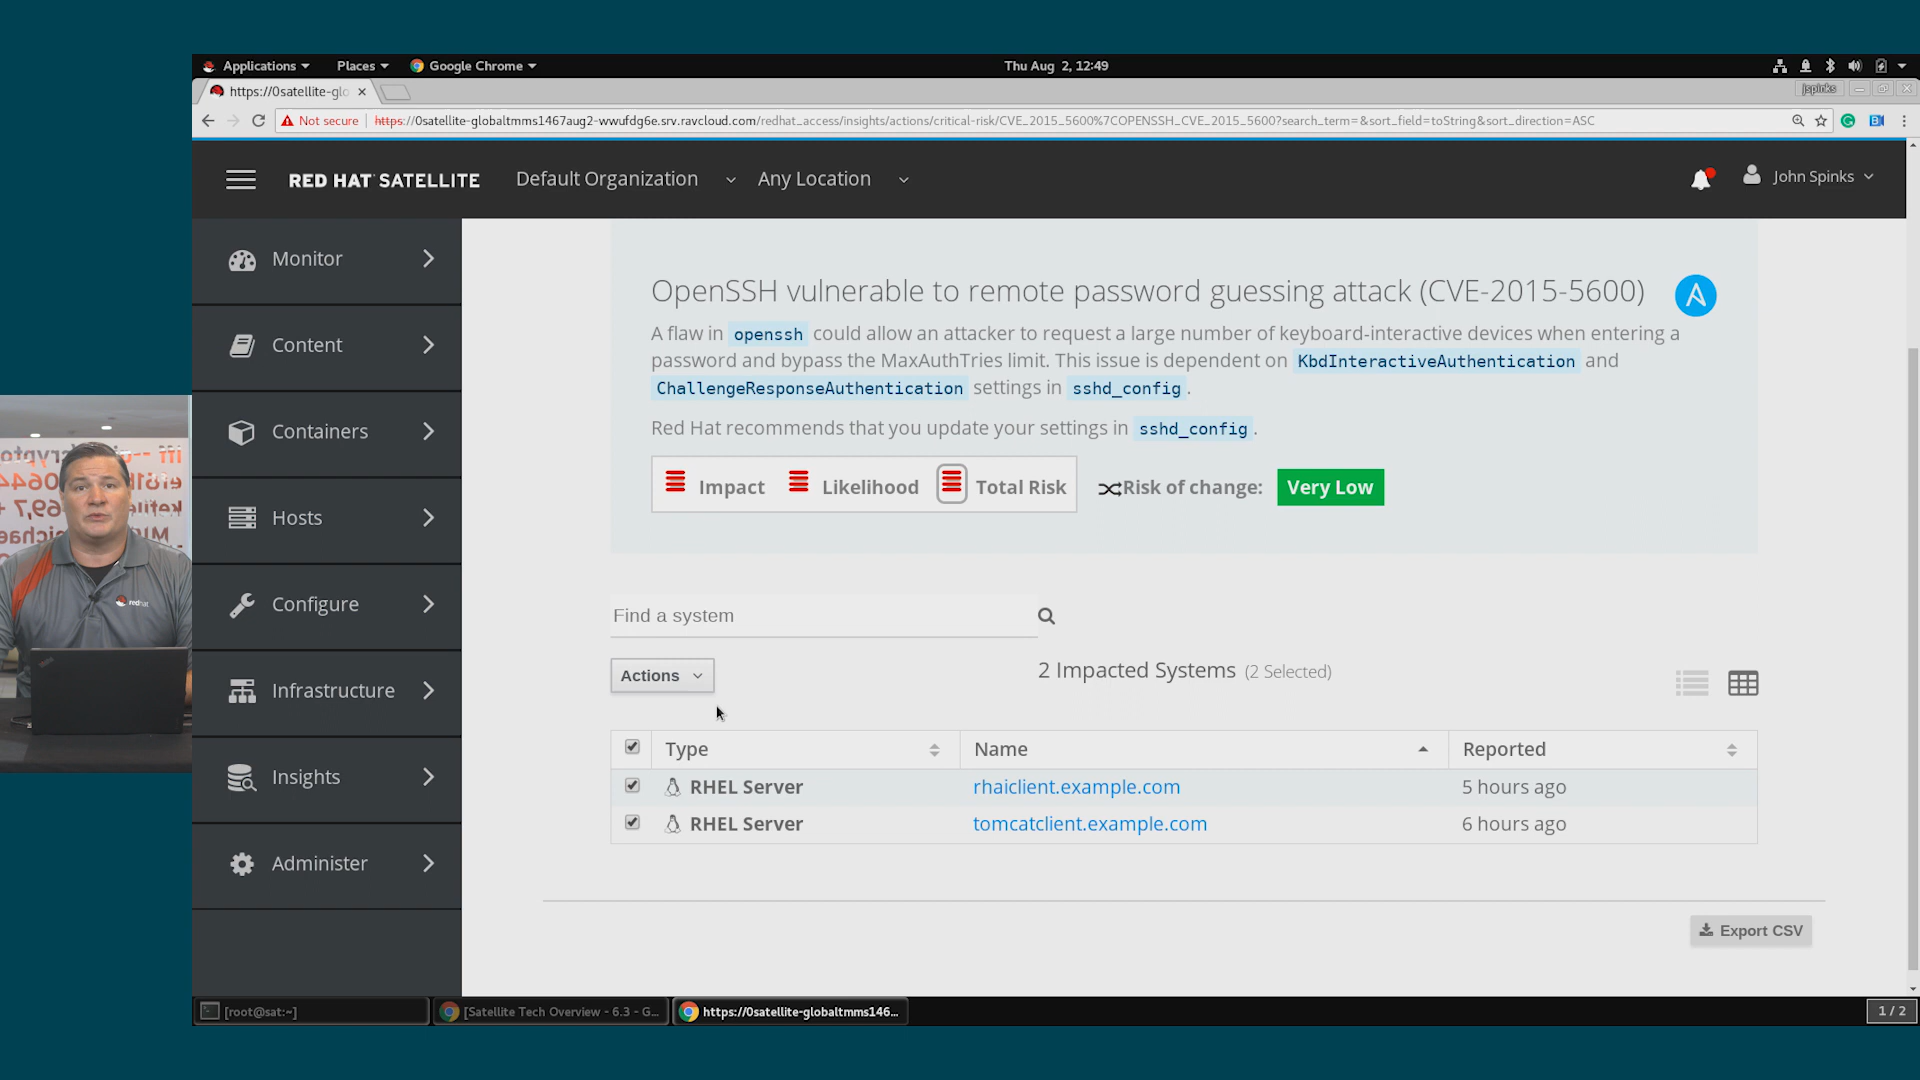 Applications
Places
Google Chrome
Thu Aug 2, 12:49
https://0satellite-glo
jspinks
Not secure
https://0satellite-globaltmms1467aug2-wwufdg6e.srv.ravcloud.com/redhat_access/insights/actions/critical-risk/CVE_2015_5600%7COPENSSH_CVE_2015_5600?search_term=&sort_field=toString&sort_direction=ASC
RED HAT SATELLITE
Default Organization
Any Location
John Spinks
Monitor
Content
Containers
Hosts
Configure
Infrastructure
Insights
Administer
OpenSSH vulnerable to remote password guessing attack (CVE-2015-5600)
A flaw in openssh could allow an attacker to request a large number of keyboard-interactive devices when entering a
password and bypass the MaxAuthTries limit. This issue is dependent on KbdInteractiveAuthentication and
ChallengeResponseAuthentication settings in sshd_config.
Red Hat recommends that you update your settings in sshd_config.
Impact
Likelihood
Total Risk
Risk of change:
Very Low
Find a system
Actions
2 Impacted Systems (2 Selected)
Type
Name
Reported
RHEL Server
rhaiclient.example.com
5 hours ago
RHEL Server
tomcatclient.example.com
6 hours ago
Export CSV
redhat
[root@sat:~]
[Satellite Tech Overview - 6.3 - G...
https://0satellite-globaltmms146...
1 / 2